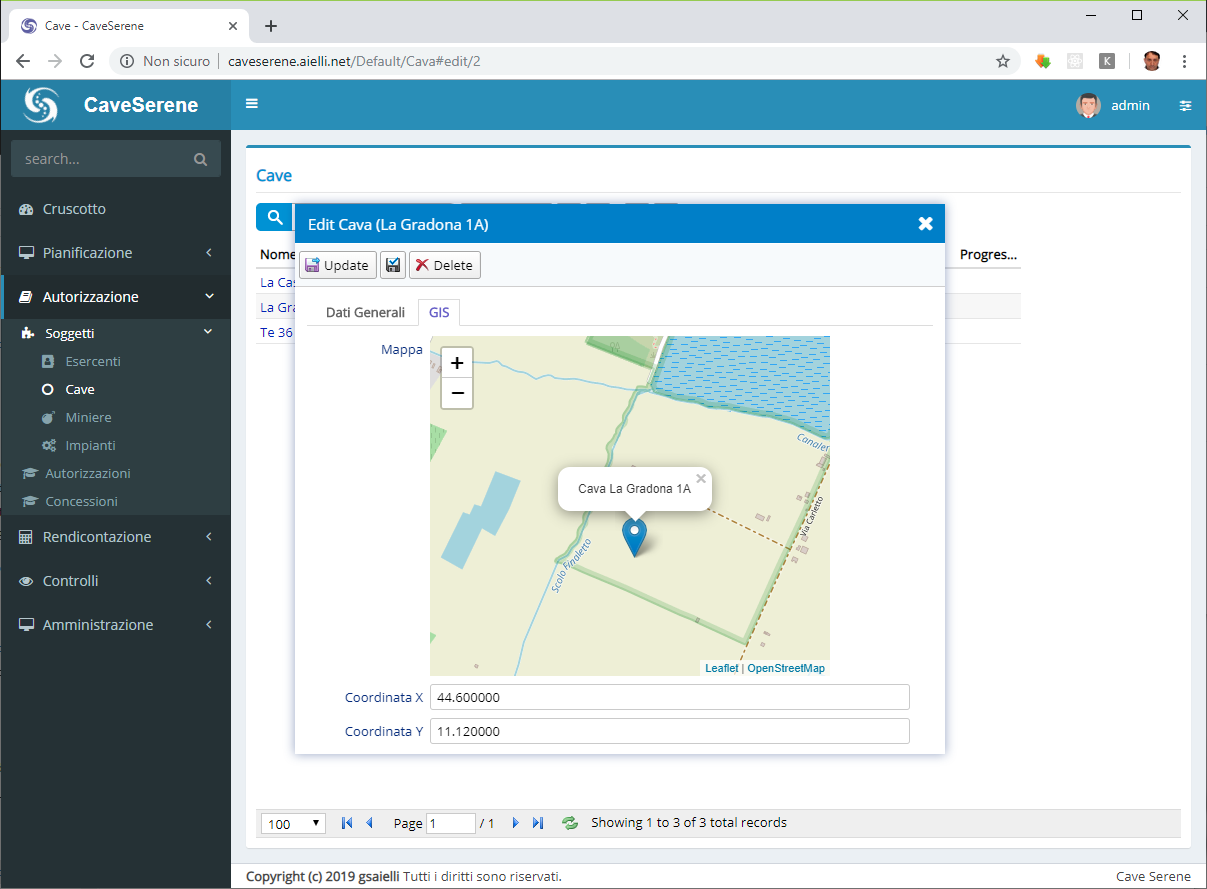 Cave - CaveSerene
Non sicuro | caveserene.aielli.net/Default/Cava#edit/2
K
CaveSerene
admin
search...
Cruscotto
Pianificazione
Autorizzazione
Soggetti
Esercenti
Cave
Miniere
Impianti
Autorizzazioni
Concessioni
Rendicontazione
Controlli
Amministrazione
Cave
Nome
Progres...
La Cas
La Gra
Te 36
Edit Cava (La Gradona 1A)
Update
Delete
Dati Generali
GIS
Mappa
+
−
Canalet
Cava La Gradona 1A
×
Via Carletto
Scolo Finaletto
Leaflet | OpenStreetMap
Coordinata X
44.600000
Coordinata Y
11.120000
100
Page 1 / 1
Showing 1 to 3 of 3 total records
Copyright (c) 2019 gsaielli Tutti i diritti sono riservati.
Cave Serene